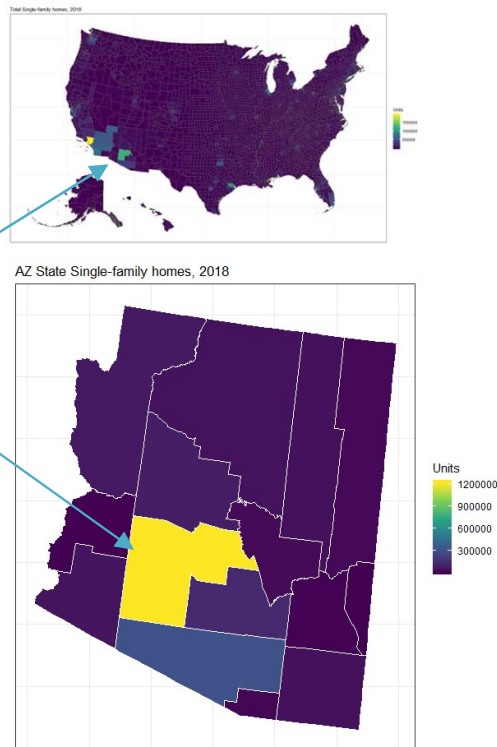 Total Single-family homes, 2018
Units
AZ State Single-family homes, 2018
Units
1200000
900000
600000
300000